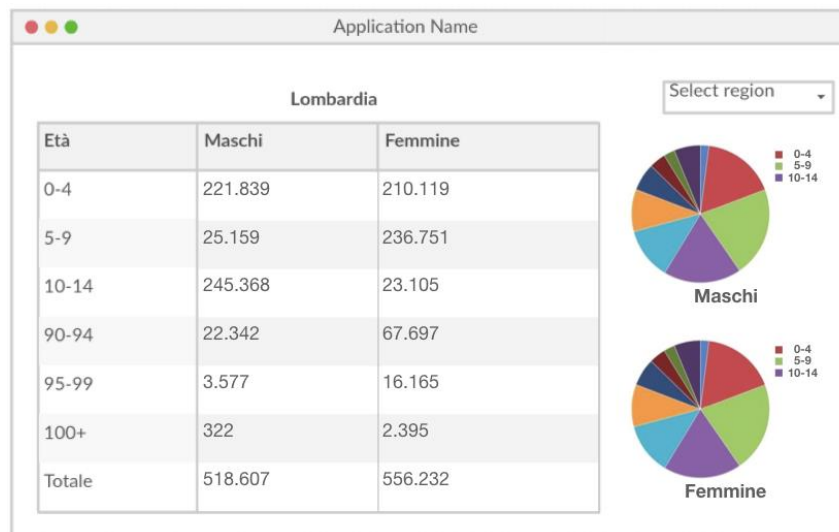 Application Name
Lombardia
Select region
Età Maschi Femmine
0-4 221.839 210.119
5-9 25.159 236.751
10-14 245.368 23.105
90-94 22.342 67.697
95-99 3.577 16.165
100+ 322 2.395
Totale 518.607 556.232
0-4
5-9
10-14
Maschi
0-4
5-9
10-14
Femmine